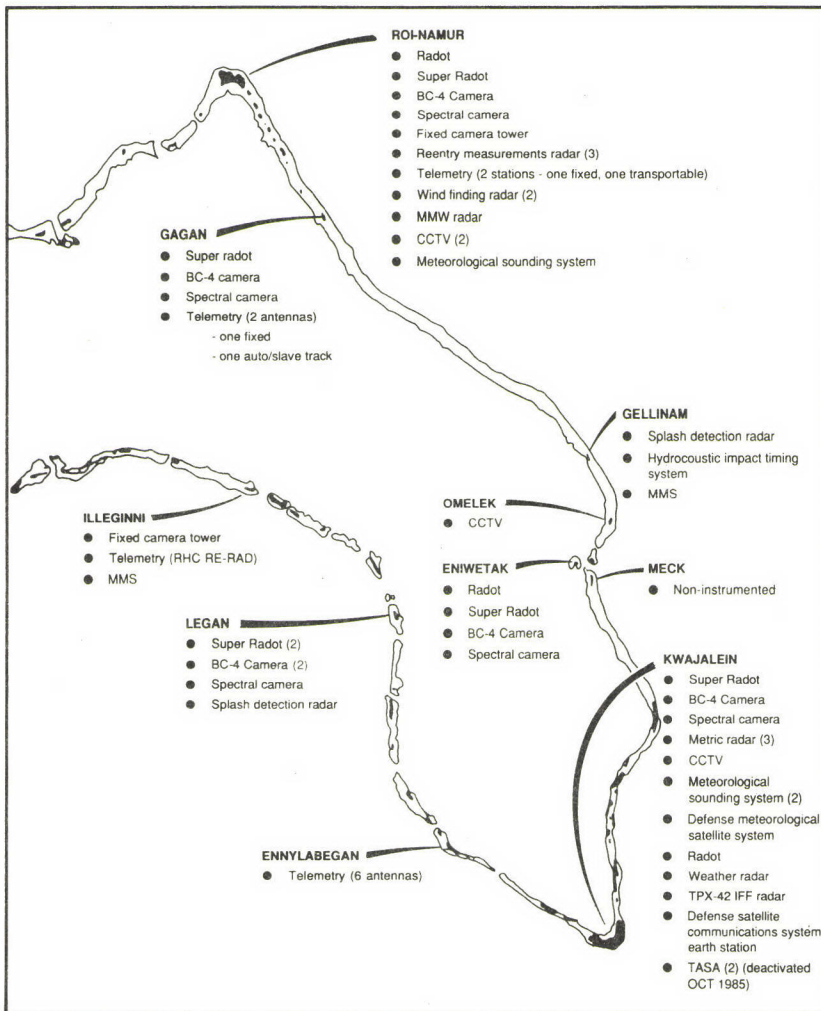 ROI-NAMUR
● Radot
● Super Radot
● BC-4 Camera
● Spectral camera
● Fixed camera tower
● Reentry measurements radar (3)
● Telemetry (2 stations - one fixed, one transportable)
● Wind finding radar (2)
● MMW radar
● CCTV (2)
● Meteorological sounding system
GAGAN
● Super radot
● BC-4 camera
● Spectral camera
● Telemetry (2 antennas)
- one fixed
- one auto/slave track
GELLINAM
● Splash detection radar
● Hydrocoustic impact timing
system
● MMS
ILLEGINNI
● Fixed camera tower
● Telemetry (RHC RE-RAD)
● MMS
OMELEK
● CCTV
ENIWETAK
● Radot
● Super Radot
● BC-4 Camera
● Spectral camera
MECK
● Non-instrumented
LEGAN
● Super Radot (2)
● BC-4 Camera (2)
● Spectral camera
● Splash detection radar
KWAJALEIN
● Super Radot
● BC-4 Camera
● Spectral camera
● Metric radar (3)
● CCTV
● Meteorological
sounding system (2)
● Defense meteorological
satellite system
● Radot
● Weather radar
● TPX-42 IFF radar
● Defense satellite
communications system
earth station
● TASA (2) (deactivated
OCT 1985)
ENNYLABEGAN
● Telemetry (6 antennas)